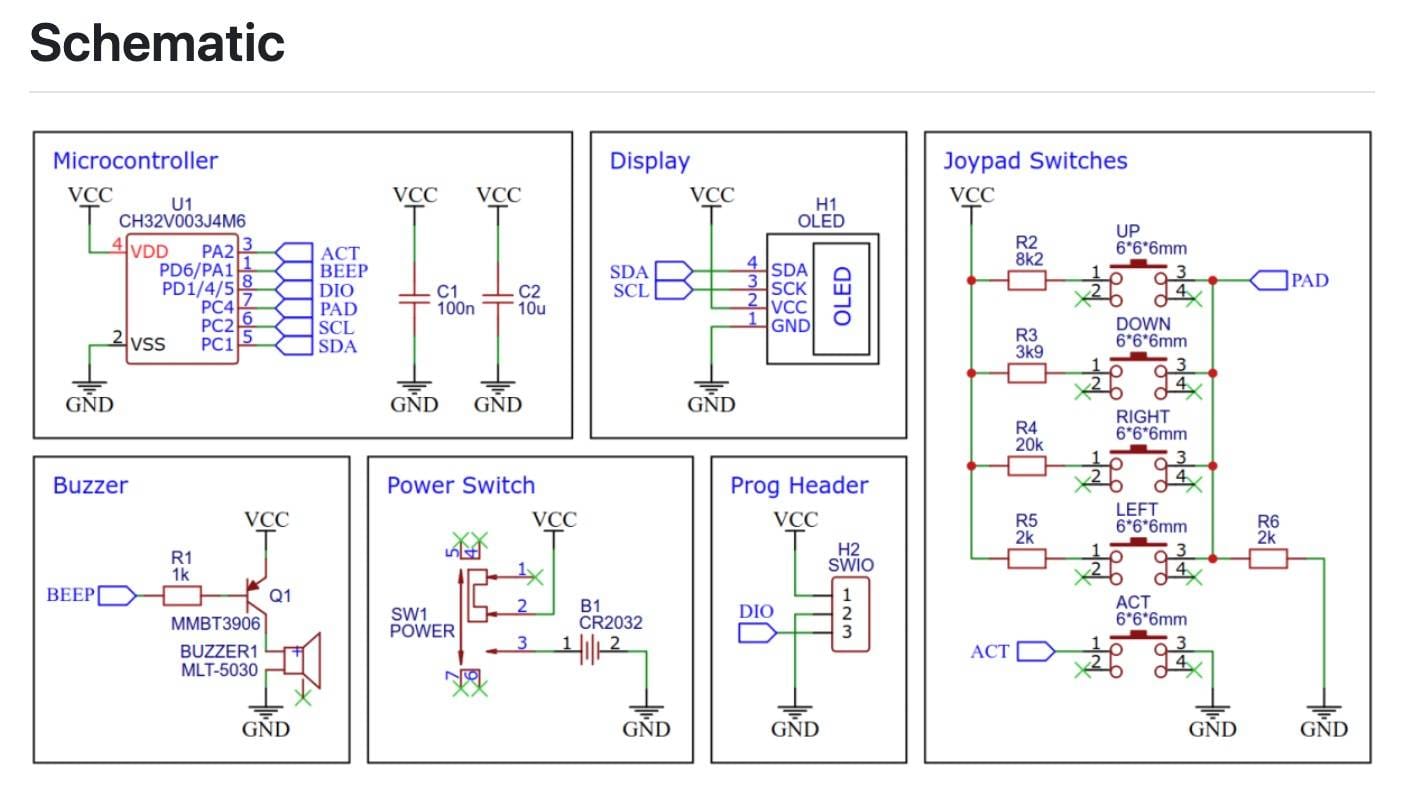 Schematic
Microcontroller
VCC
U1
CH32V003J4M6
4 VDD
PA2 3 ACT
PD6/PA1 1 BEEP
PD1/4/5 8 DIO
PC4 7 PAD
PC2 6 SCL
2 VSS
PC1 5 SDA
GND
VCC
C1
100n
GND
VCC
C2
10u
GND
Display
VCC
H1
OLED
SDA 4 SDA
SCL 3 SCK
2 VCC
1 GND
OLED
GND
Joypad Switches
VCC
UP
6*6*6mm
R2
8k2
1 3
2 4
PAD
DOWN
6*6*6mm
R3
3k9
1 3
2 4
RIGHT
6*6*6mm
R4
20k
1 3
2 4
LEFT
6*6*6mm
R5
2k
1 3
2 4
R6
2k
ACT
6*6*6mm
ACT
1 3
2 4
GND
GND
Buzzer
VCC
R1
1k
BEEP
Q1
MMBT3906
BUZZER1
MLT-5030
+
GND
Power Switch
VCC
5 4
1
2
SW1
POWER
3
7 6
B1
CR2032
1 2
GND
Prog Header
VCC
H2
SWIO
1
2
3
DIO
GND